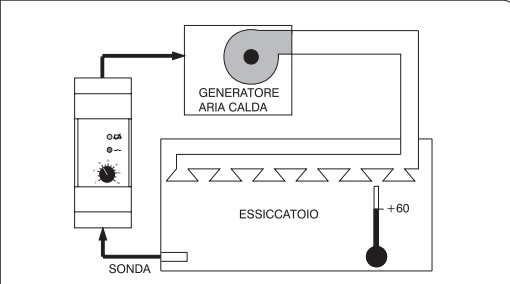 GENERATORE
ARIA CALDA
ESSICCATOIO
+60
SONDA